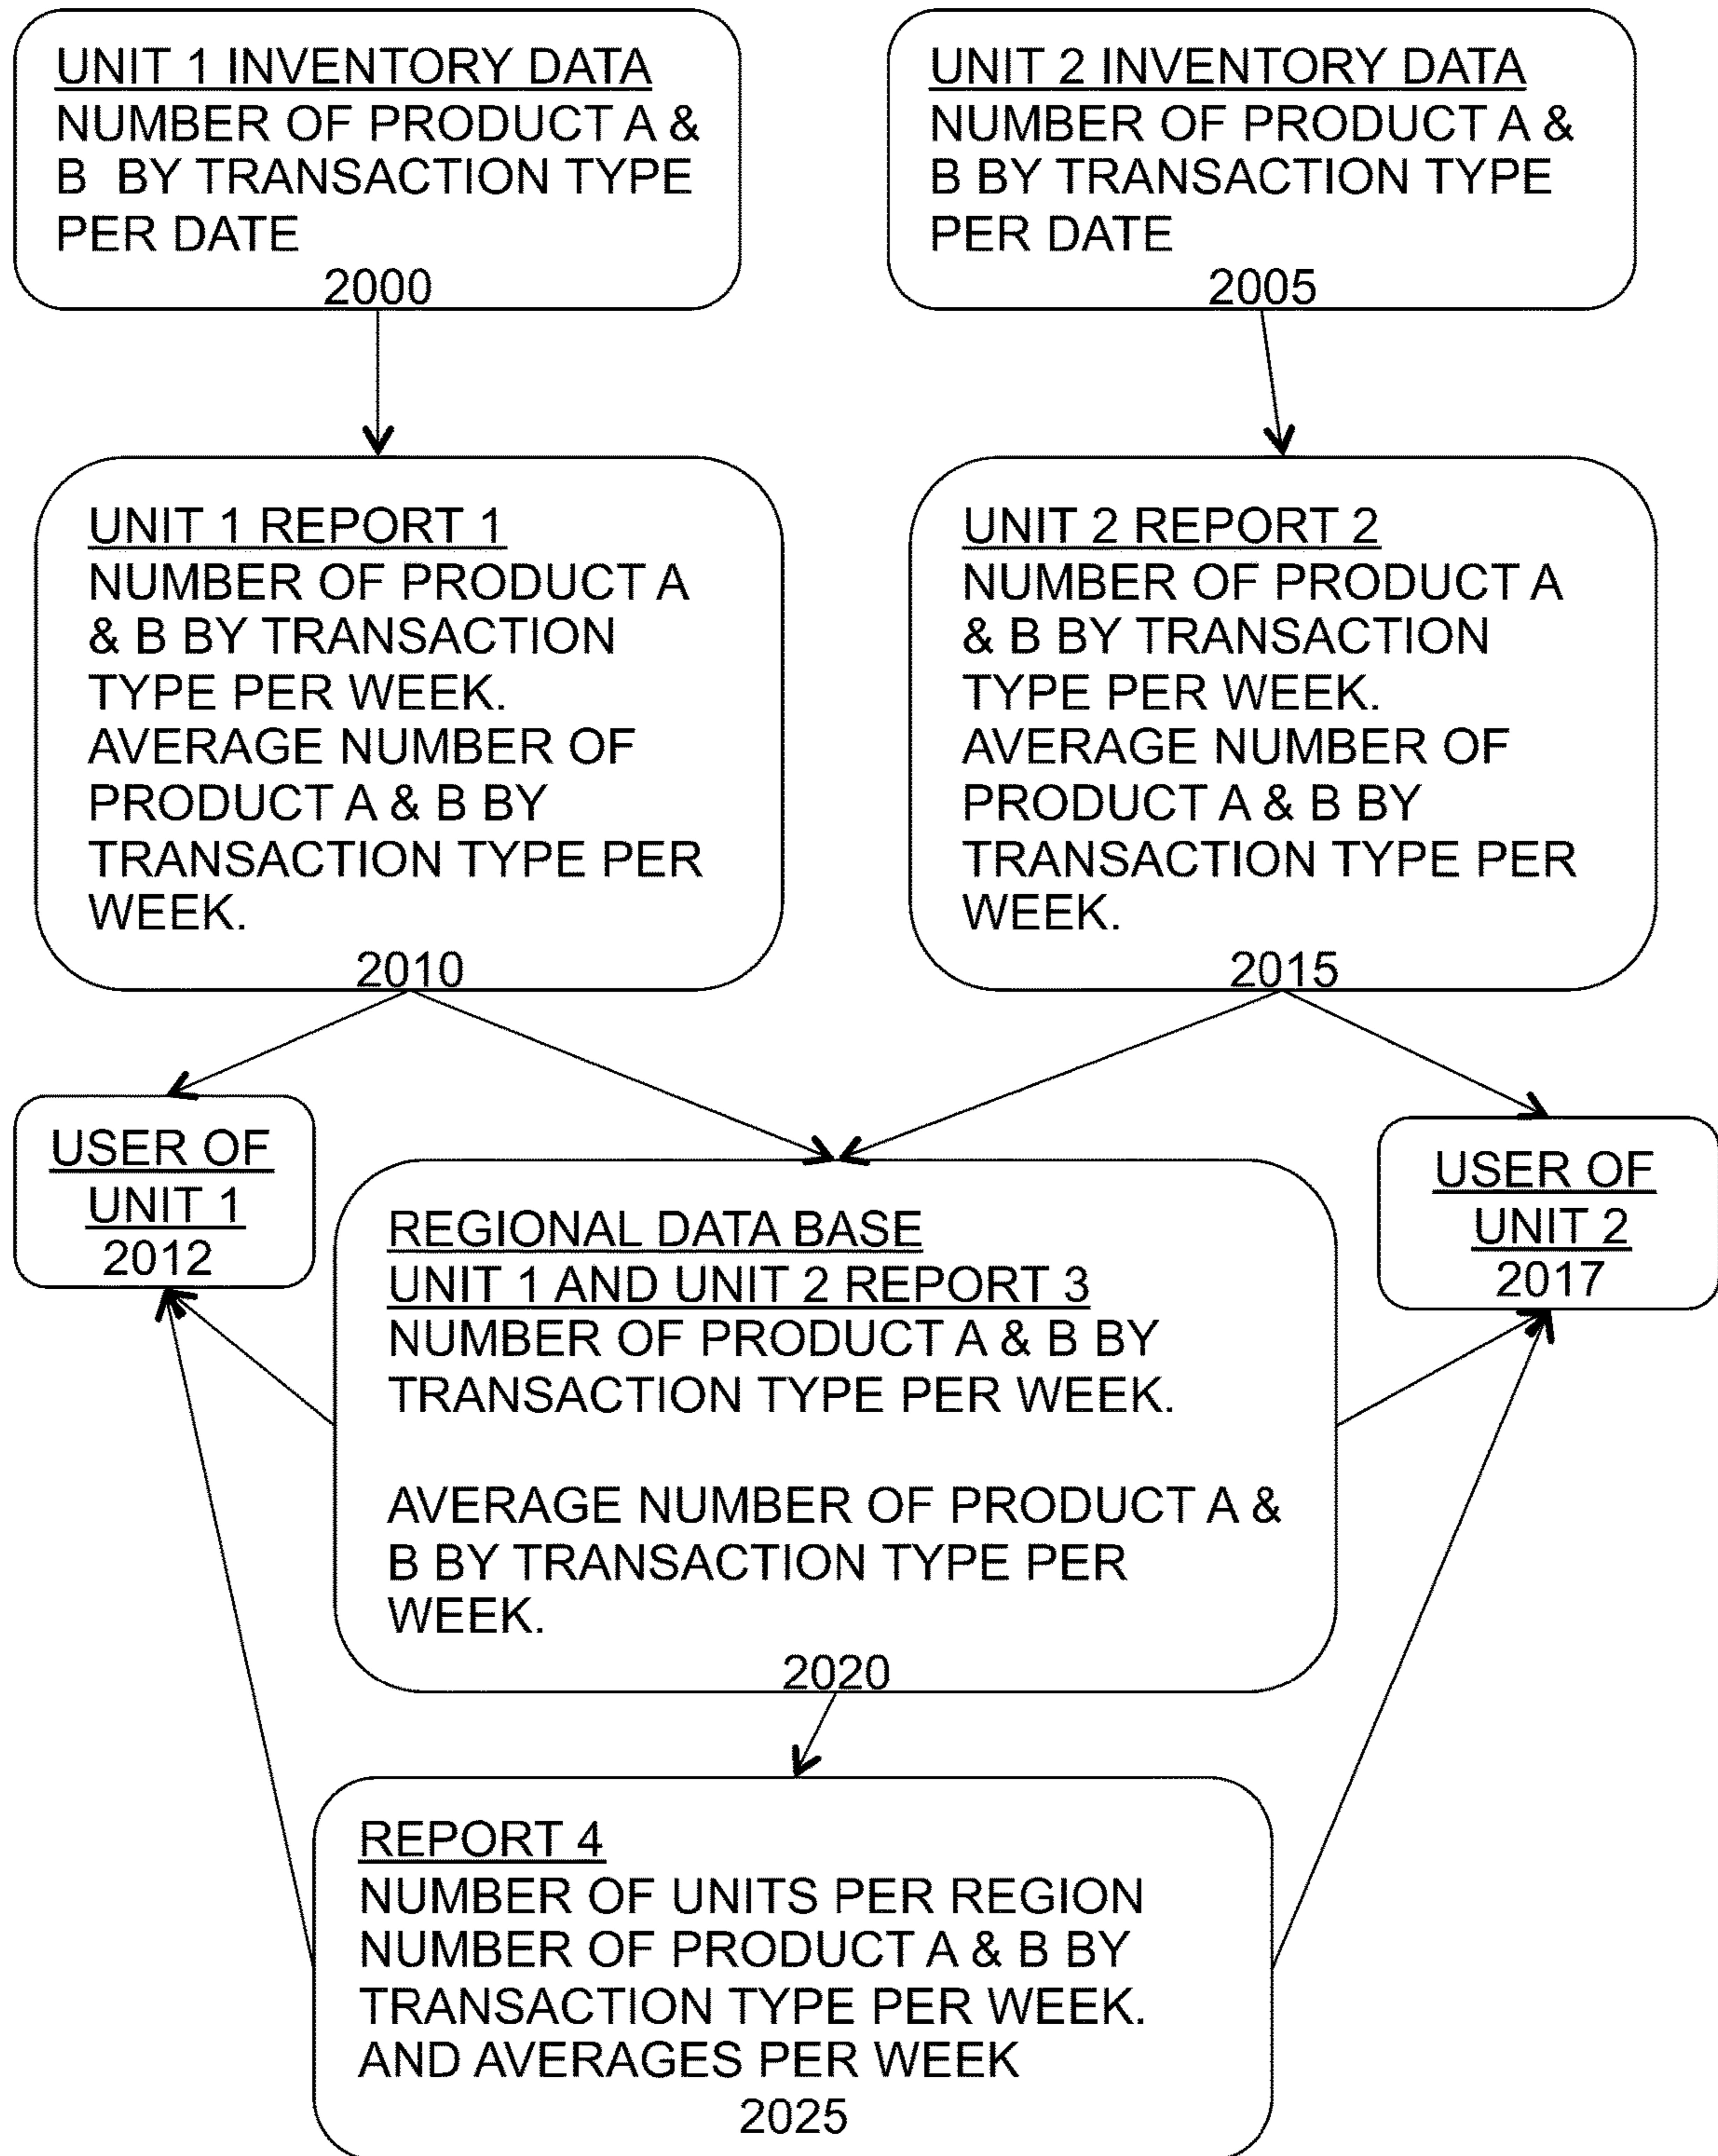 UNIT 1 INVENTORY DATA
NUMBER OF PRODUCT A &
B BY TRANSACTION TYPE
PER DATE
2000
UNIT 2 INVENTORY DATA
NUMBER OF PRODUCT A &
B BY TRANSACTION TYPE
PER DATE
2005
UNIT 1 REPORT 1
NUMBER OF PRODUCT A
& B BY TRANSACTION
TYPE PER WEEK.
AVERAGE NUMBER OF
PRODUCT A & B BY
TRANSACTION TYPE PER
WEEK.
2010
UNIT 2 REPORT 2
NUMBER OF PRODUCT A
& B BY TRANSACTION
TYPE PER WEEK.
AVERAGE NUMBER OF
PRODUCT A & B BY
TRANSACTION TYPE PER
WEEK.
2015
USER OF
UNIT 1
2012
REGIONAL DATA BASE
UNIT 1 AND UNIT 2 REPORT 3
NUMBER OF PRODUCT A & B BY
TRANSACTION TYPE PER WEEK.
AVERAGE NUMBER OF PRODUCT A &
B BY TRANSACTION TYPE PER
WEEK.
2020
USER OF
UNIT 2
2017
REPORT 4
NUMBER OF UNITS PER REGION
NUMBER OF PRODUCT A & B BY
TRANSACTION TYPE PER WEEK.
AND AVERAGES PER WEEK
2025